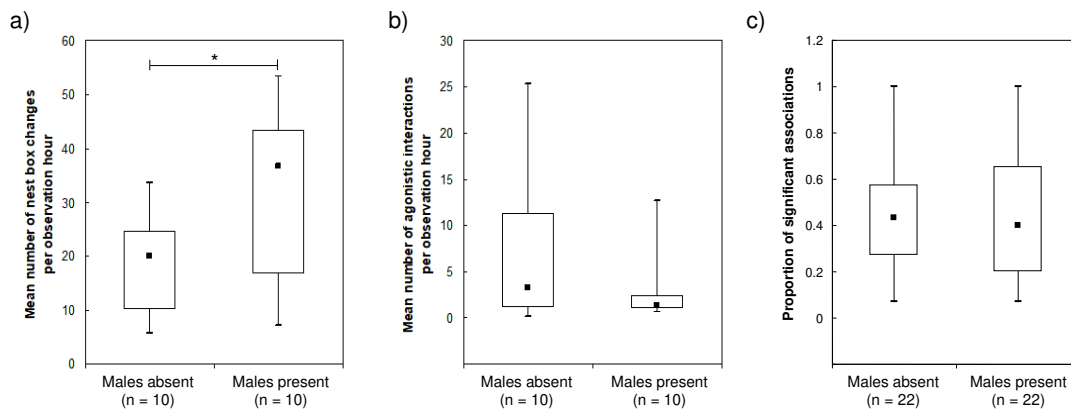 a)
Mean number of nest box changes
per observation hour
60
50
40
30
20
10
0
*
Males absent
(n = 10)
Males present
(n = 10)
b)
Mean number of agonistic interactions
per observation hour
30
25
20
15
10
5
0
Males absent
(n = 10)
Males present
(n = 10)
c)
Proportion of significant associations
1.2
1
0.8
0.6
0.4
0.2
0
Males absent
(n = 22)
Males present
(n = 22)